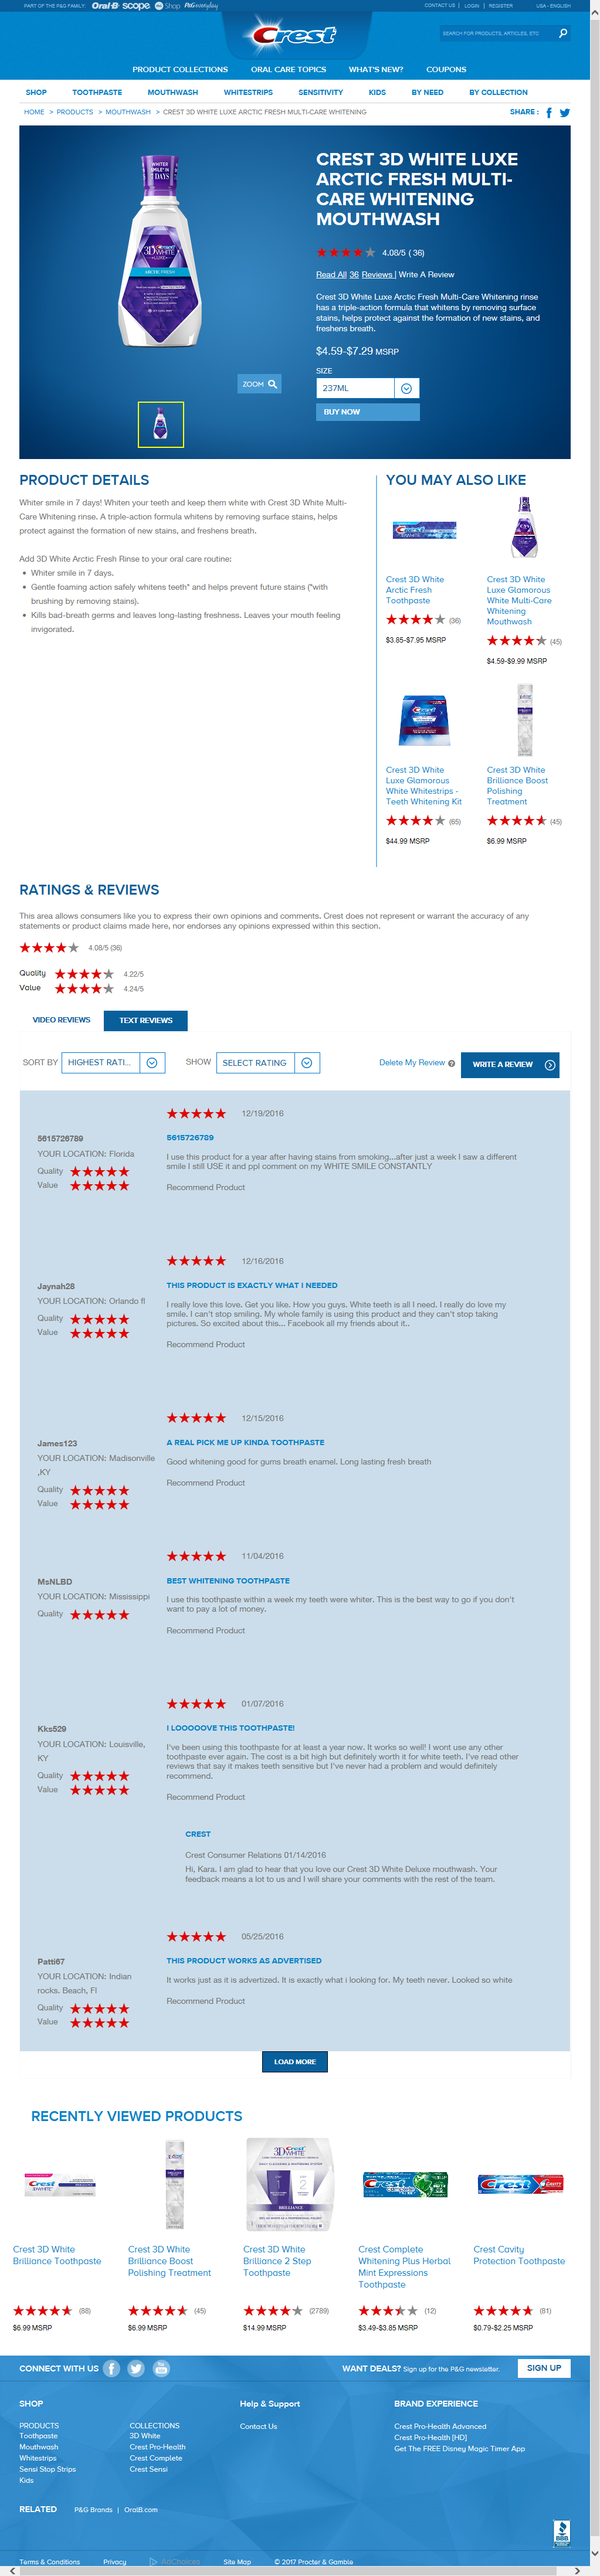 PART OF THE P&G FAMILY: Oral-B scope Shop P&G everyday
CONTACT US | LOGIN | REGISTER USA - ENGLISH
Crest
SEARCH FOR PRODUCTS, ARTICLES, ETC
PRODUCT COLLECTIONS ORAL CARE TOPICS WHAT'S NEW? COUPONS
SHOP TOOTHPASTE MOUTHWASH WHITESTRIPS SENSITIVITY KIDS BY NEED BY COLLECTION
HOME > PRODUCTS > MOUTHWASH > CREST 3D WHITE LUXE ARCTIC FRESH MULTI-CARE WHITENING
SHARE :
WHITER
SMILE IN
7
DAYS
Crest
3D WHITE
LUXE
ARCTIC FRESH
ZOOM
CREST 3D WHITE LUXE
ARCTIC FRESH MULTI-
CARE WHITENING
MOUTHWASH
4.08/5 ( 36)
Read All 36 Reviews | Write A Review
Crest 3D White Luxe Arctic Fresh Multi-Care Whitening rinse
has a triple-action formula that whitens by removing surface
stains, helps protect against the formation of new stains, and
freshens breath.
$4.59-$7.29 MSRP
SIZE
237ML
BUY NOW
PRODUCT DETAILS
Whiter smile in 7 days! Whiten your teeth and keep them white with Crest 3D White Multi-
Care Whitening rinse. A triple-action formula whitens by removing surface stains, helps
protect against the formation of new stains, and freshens breath.
Add 3D White Arctic Fresh Rinse to your oral care routine:
• Whiter smile in 7 days.
• Gentle foaming action safely whitens teeth* and helps prevent future stains (*with
brushing by removing stains).
• Kills bad-breath germs and leaves long-lasting freshness. Leaves your mouth feeling
invigorated.
YOU MAY ALSO LIKE
Crest 3D White
Arctic Fresh
Toothpaste
(36)
$3.85-$7.95 MSRP
Crest 3D White
Luxe Glamorous
White Multi-Care
Whitening
Mouthwash
(45)
$4.59-$9.99 MSRP
Crest 3D White
Luxe Glamorous
White Whitestrips -
Teeth Whitening Kit
(65)
$44.99 MSRP
Crest 3D White
Brilliance Boost
Polishing
Treatment
(45)
$6.99 MSRP
RATINGS & REVIEWS
This area allows consumers like you to express their own opinions and comments. Crest does not represent or warrant the accuracy of any
statements or product claims made here, nor endorses any opinions expressed within this section.
4.08/5 (36)
Quality 4.22/5
Value 4.24/5
VIDEO REVIEWS TEXT REVIEWS
SORT BY HIGHEST RATI... SHOW SELECT RATING Delete My Review ? WRITE A REVIEW
12/19/2016
5615726789
YOUR LOCATION: Florida
Quality
Value
5615726789
I use this product for a year after having stains from smoking...after just a week I saw a different
smile I still USE it and ppl comment on my WHITE SMILE CONSTANTLY
Recommend Product
12/16/2016
Jaynah28
YOUR LOCATION: Orlando fl
Quality
Value
THIS PRODUCT IS EXACTLY WHAT I NEEDED
I really love this love. Get you like. How you guys. White teeth is all I need. I really do love my
smile. I can't stop smiling. My whole family is using this product and they can't stop taking
pictures. So excited about this... Facebook all my friends about it..
Recommend Product
12/15/2016
James123
YOUR LOCATION: Madisonville
,KY
Quality
Value
A REAL PICK ME UP KINDA TOOTHPASTE
Good whitening good for gums breath enamel. Long lasting fresh breath
Recommend Product
11/04/2016
MsNLBD
YOUR LOCATION: Mississippi
Quality
BEST WHITENING TOOTHPASTE
I use this toothpaste within a week my teeth were whiter. This is the best way to go if you don't
want to pay a lot of money.
Recommend Product
01/07/2016
Kks529
YOUR LOCATION: Louisville,
KY
Quality
Value
I LOOOOOVE THIS TOOTHPASTE!
I've been using this toothpaste for at least a year now. It works so well! I wont use any other
toothpaste ever again. The cost is a bit high but definitely worth it for white teeth. I've read other
reviews that say it makes teeth sensitive but I've never had a problem and would definitely
recommend.
Recommend Product
CREST
Crest Consumer Relations 01/14/2016
Hi, Kara. I am glad to hear that you love our Crest 3D White Deluxe mouthwash. Your
feedback means a lot to us and I will share your comments with the rest of the team.
05/25/2016
Patti67
YOUR LOCATION: Indian
rocks. Beach, Fl
Quality
Value
THIS PRODUCT WORKS AS ADVERTISED
It works just as it is advertized. It is exactly what i looking for. My teeth never. Looked so white
Recommend Product
LOAD MORE
RECENTLY VIEWED PRODUCTS
Crest 3D White
Brilliance Toothpaste
(88)
$6.99 MSRP
Crest 3D White
Brilliance Boost
Polishing Treatment
(45)
$6.99 MSRP
Crest 3D White
Brilliance 2 Step
Toothpaste
(2789)
$14.99 MSRP
Crest Complete
Whitening Plus Herbal
Mint Expressions
Toothpaste
(12)
$3.49-$3.85 MSRP
Crest Cavity
Protection Toothpaste
(81)
$0.79-$2.25 MSRP
CONNECT WITH US
WANT DEALS? Sign up for the P&G newsletter. SIGN UP
SHOP
PRODUCTS
Toothpaste
Mouthwash
Whitestrips
Sensi Stop Strips
Kids
COLLECTIONS
3D White
Crest Pro-Health
Crest Complete
Crest Sensi
Help & Support
Contact Us
BRAND EXPERIENCE
Crest Pro-Health Advanced
Crest Pro-Health [HD]
Get The FREE Disney Magic Timer App
RELATED P&G Brands | OralB.com
BBB
Terms & Conditions Privacy AdChoices Site Map © 2017 Procter & Gamble